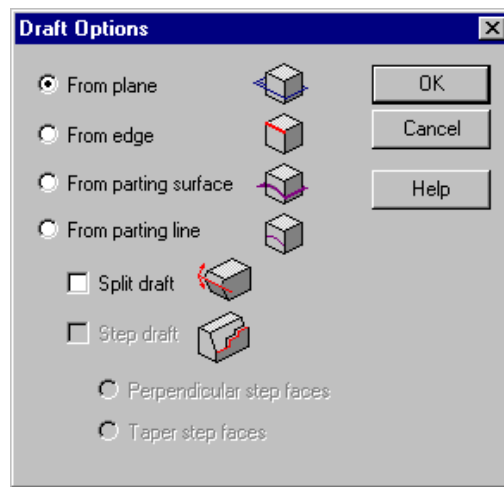 Draft Options
From plane
OK
From edge
Cancel
From parting surface
Help
From parting line
Split draft
Step draft
Perpendicular step faces
Taper step faces